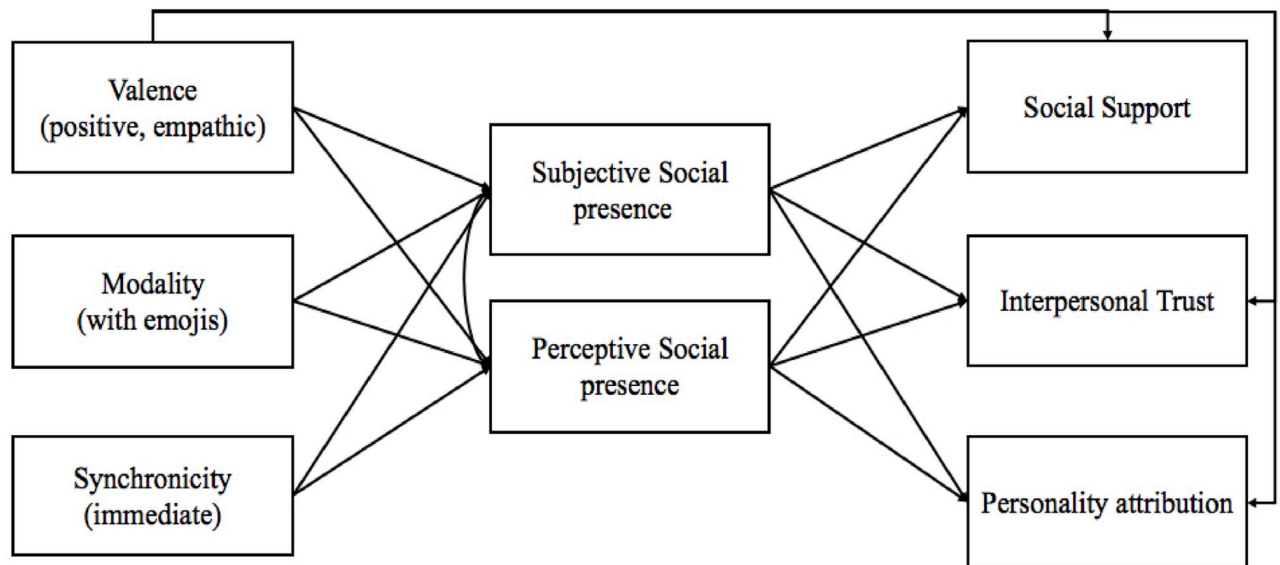 Valence
(positive, empathic)
Modality
(with emojis)
Synchronicity
(immediate)
Subjective Social
presence
Perceptive Social
presence
Social Support
Interpersonal Trust
Personality attribution